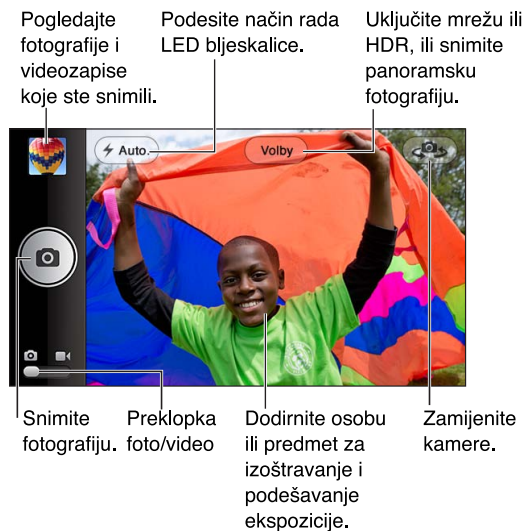 Pogledajte
fotografije i
videozapise
koje ste snimili.
Podesite način rada
LED bljeskalice.
Uključite mrežu ili
HDR, ili snimite
panoramsku
fotografiju.
Auto.
Volby
Snimite
fotografiju.
Preklopka
foto/video
Dodirnite osobu
ili predmet za
izoštravanje i
podešavanje
ekspozicije.
Zamijenite
kamere.